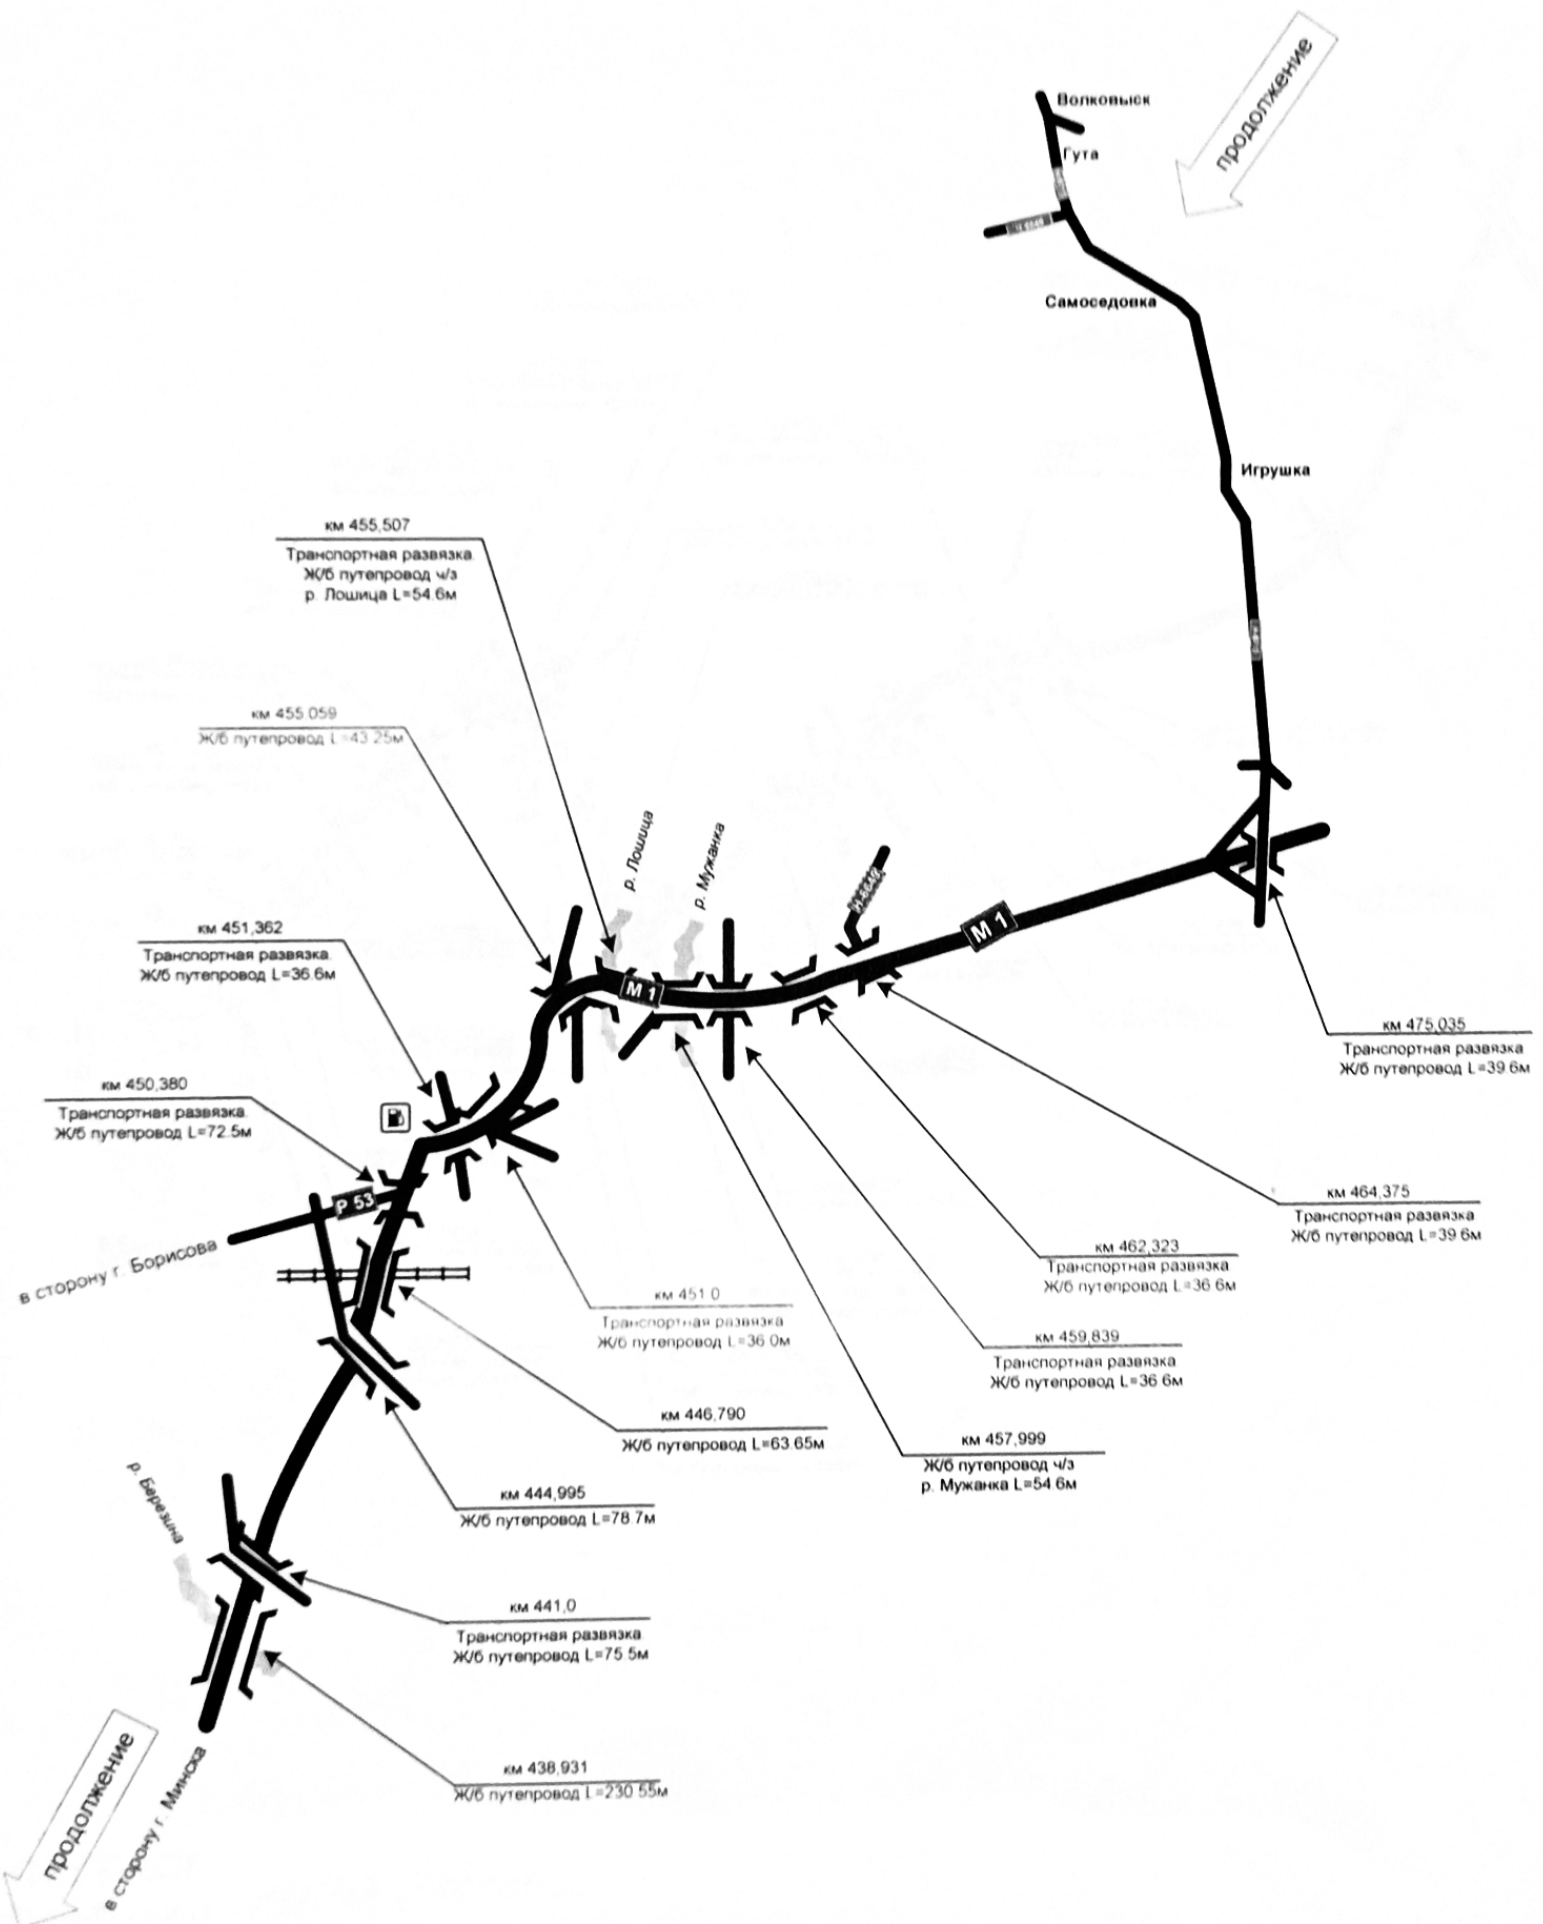 продолжение
Волковыск
Гута
Самоседовка
Игрушка
км 455,507
Транспортная развязка.
Ж/б путепровод ч/з
р. Лошица L=54.6м
км 455.059
Ж/б путепровод L=43.25м
р. Лошица
р. Мужанка
М 1
М 1
км 451,362
Транспортная развязка.
Ж/б путепровод L=36.6м
км 475,035
Транспортная развязка
Ж/б путепровод L=39.6м
км 450,380
Транспортная развязка.
Ж/б путепровод L=72.5м
Р 53
в сторону г. Борисова
км 464,375
Транспортная развязка
Ж/б путепровод L=39.6м
км 462,323
Транспортная развязка
Ж/б путепровод L=36.6м
км 451.0
Транспортная развязка
Ж/б путепровод L=36.0м
км 459,839
Транспортная развязка
Ж/б путепровод L=36.6м
км 446,790
Ж/б путепровод L=63.65м
км 457,999
Ж/б путепровод ч/з
р. Мужанка L=54.6м
км 444,995
Ж/б путепровод L=78.7м
р. Березина
км 441,0
Транспортная развязка
Ж/б путепровод L=75.5м
км 438,931
Ж/б путепровод L=230.55м
продолжение
в сторону г. Минска